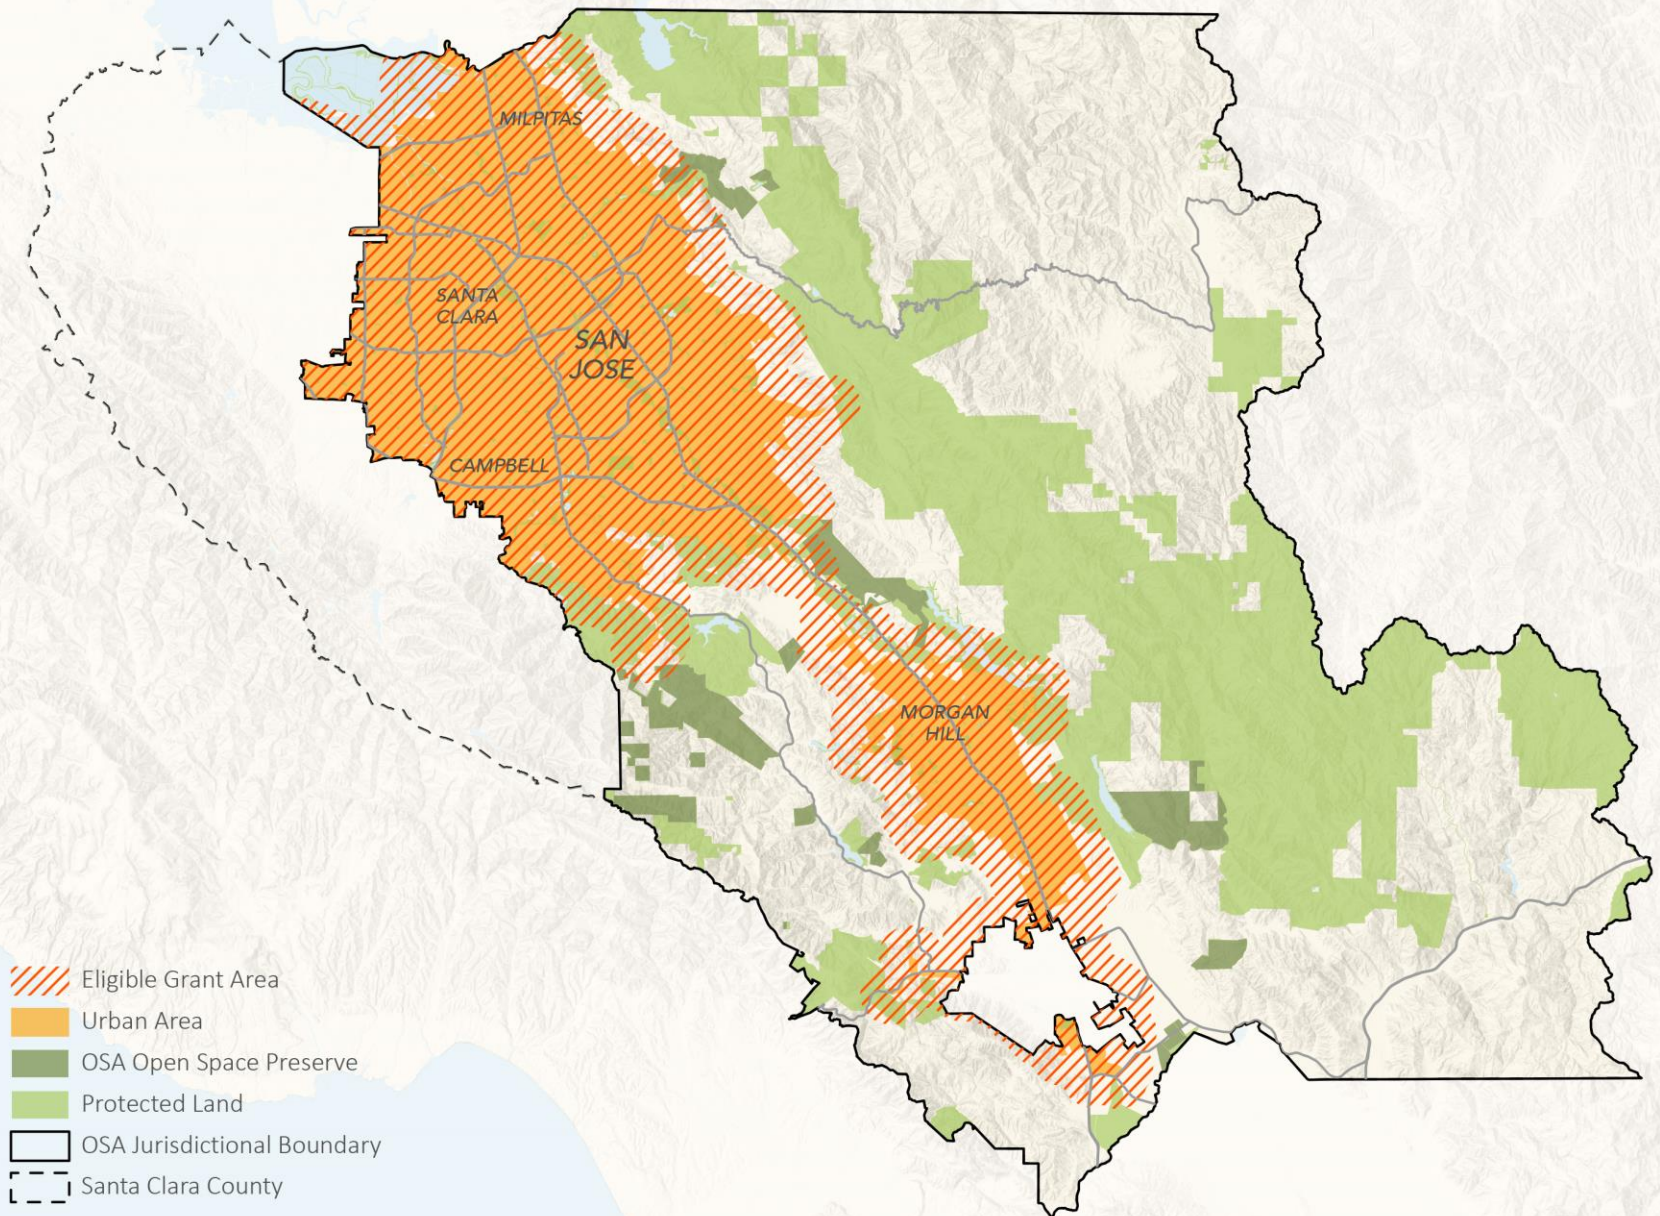 MILPITAS
SANTA
CLARA
SAN
JOSE
CAMPBELL
MORGAN
HILL
Eligible Grant Area
Urban Area
OSA Open Space Preserve
Protected Land
OSA Jurisdictional Boundary
Santa Clara County